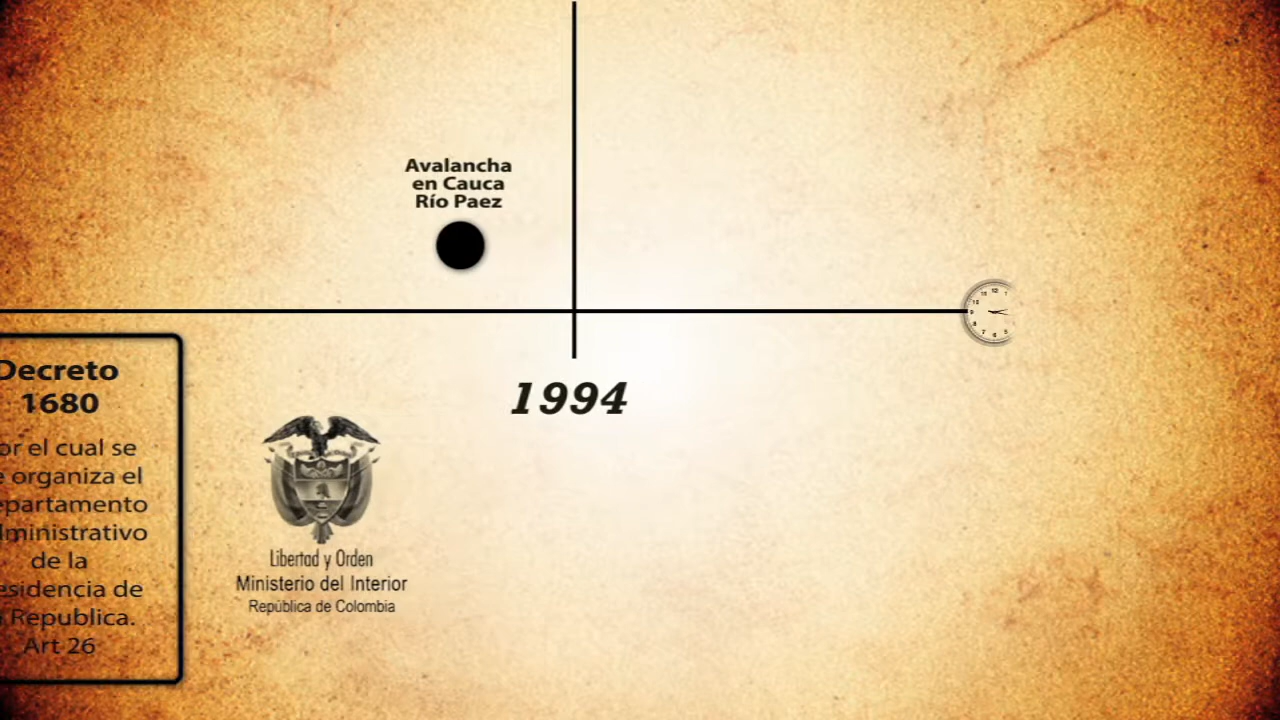 Avalancha
en Cauca
Río Paez
1994
Decreto
1680
or el cual se
e organiza el
epartamento
dministrativo
de la
esidencia de
a Republica.
Art 26
Libertad y Orden
Ministerio del Interior
República de Colombia